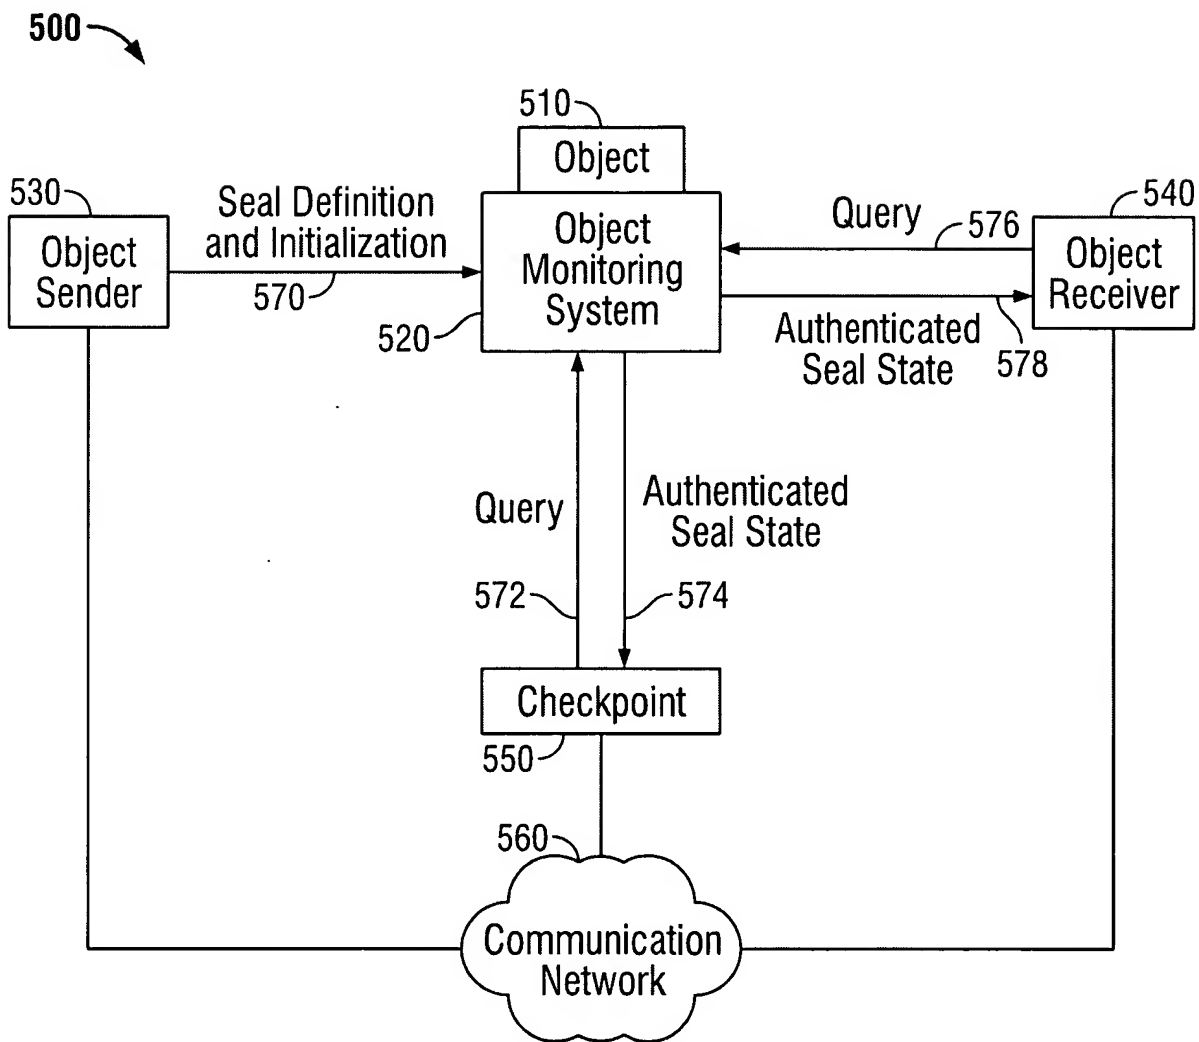 500
510
Object
530
Object
Sender
Seal Definition
and Initialization
570
Object
Monitoring
System
520
Query
576
540
Object
Receiver
Authenticated
Seal State
578
Query
Authenticated
Seal State
572
574
Checkpoint
550
560
Communication
Network